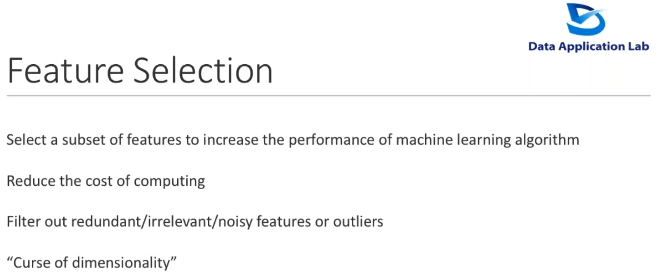 Data Application Lab
Feature Selection
Select a subset of features to increase the performance of machine learning algorithm
Reduce the cost of computing
Filter out redundant/irrelevant/noisy features or outliers
“Curse of dimensionality”